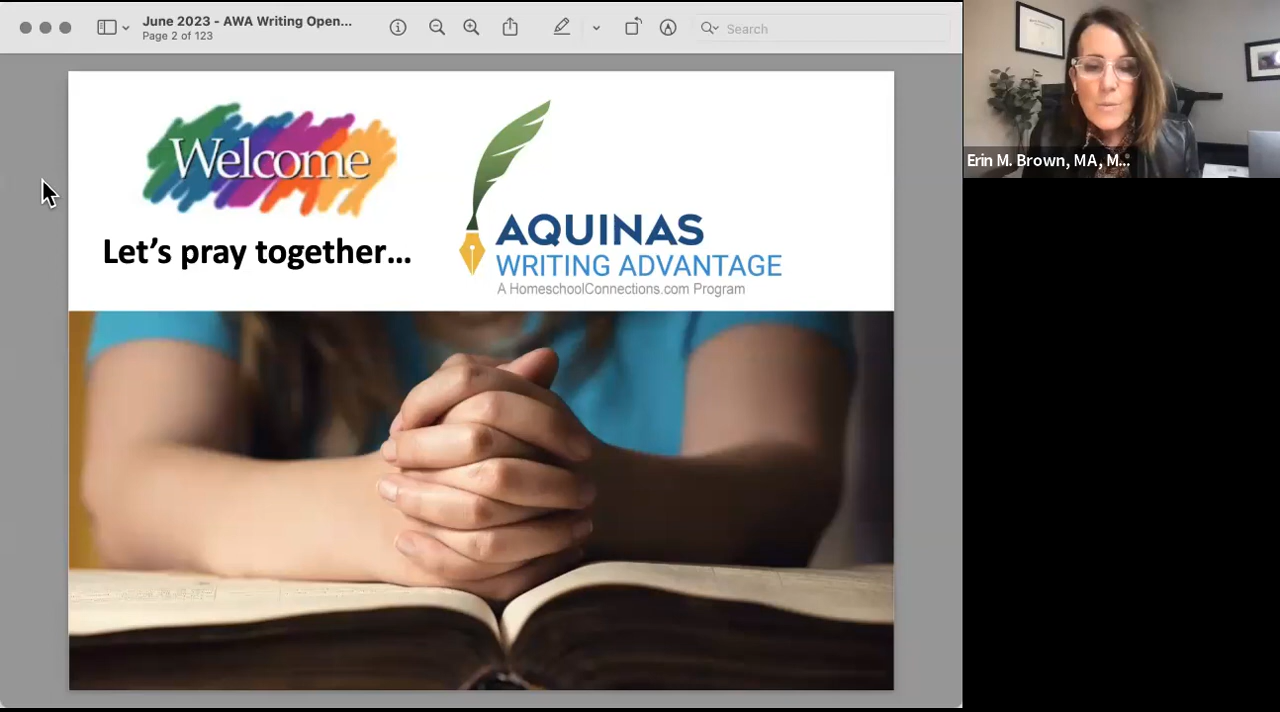 June 2023 - AWA Writing Open...
Page 2 of 123
Search
Welcome
Let's pray together...
AQUINAS
WRITING ADVANTAGE
A HomeschoolConnections.com Program
Erin M. Brown, MA, M...